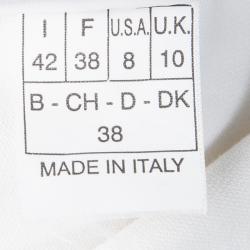 I F U.S.A. U.K.
42 38 8 10
B - CH - D - DK
38
MADE IN ITALY